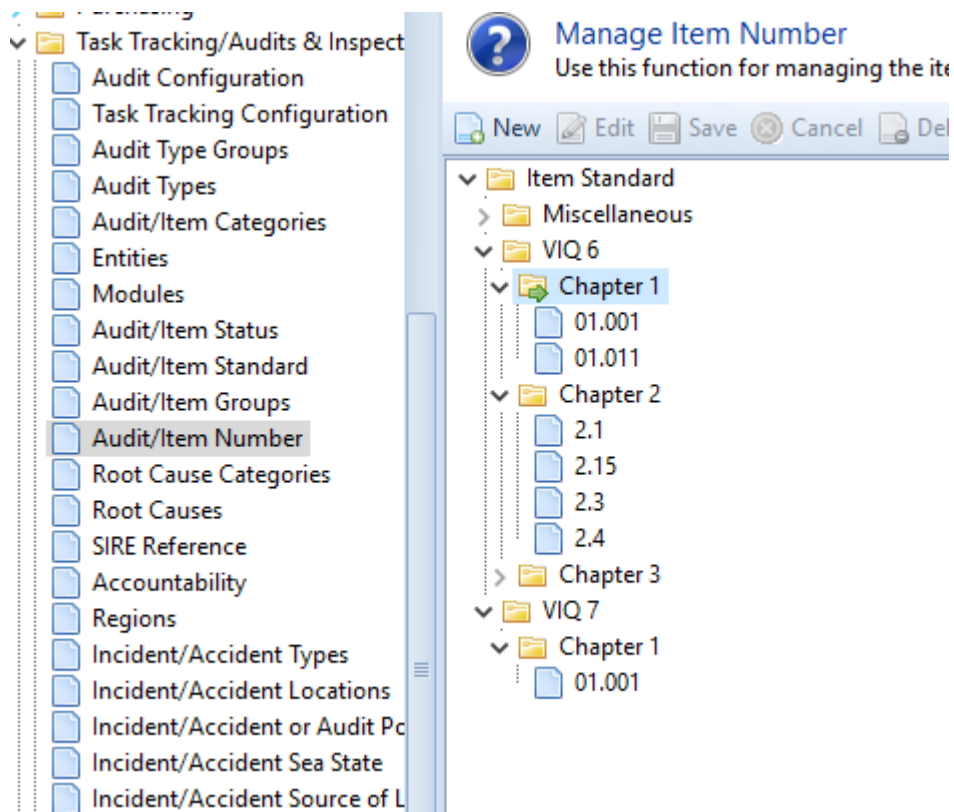 Purchasing
Task Tracking/Audits & Inspect
Audit Configuration
Task Tracking Configuration
Audit Type Groups
Audit Types
Audit/Item Categories
Entities
Modules
Audit/Item Status
Audit/Item Standard
Audit/Item Groups
Audit/Item Number
Root Cause Categories
Root Causes
SIRE Reference
Accountability
Regions
Incident/Accident Types
Incident/Accident Locations
Incident/Accident or Audit Po
Incident/Accident Sea State
Incident/Accident Source of L
Manage Item Number
Use this function for managing the ite
New Edit Save Cancel Del
Item Standard
Miscellaneous
VIQ 6
Chapter 1
01.001
01.011
Chapter 2
2.1
2.15
2.3
2.4
Chapter 3
VIQ 7
Chapter 1
01.001